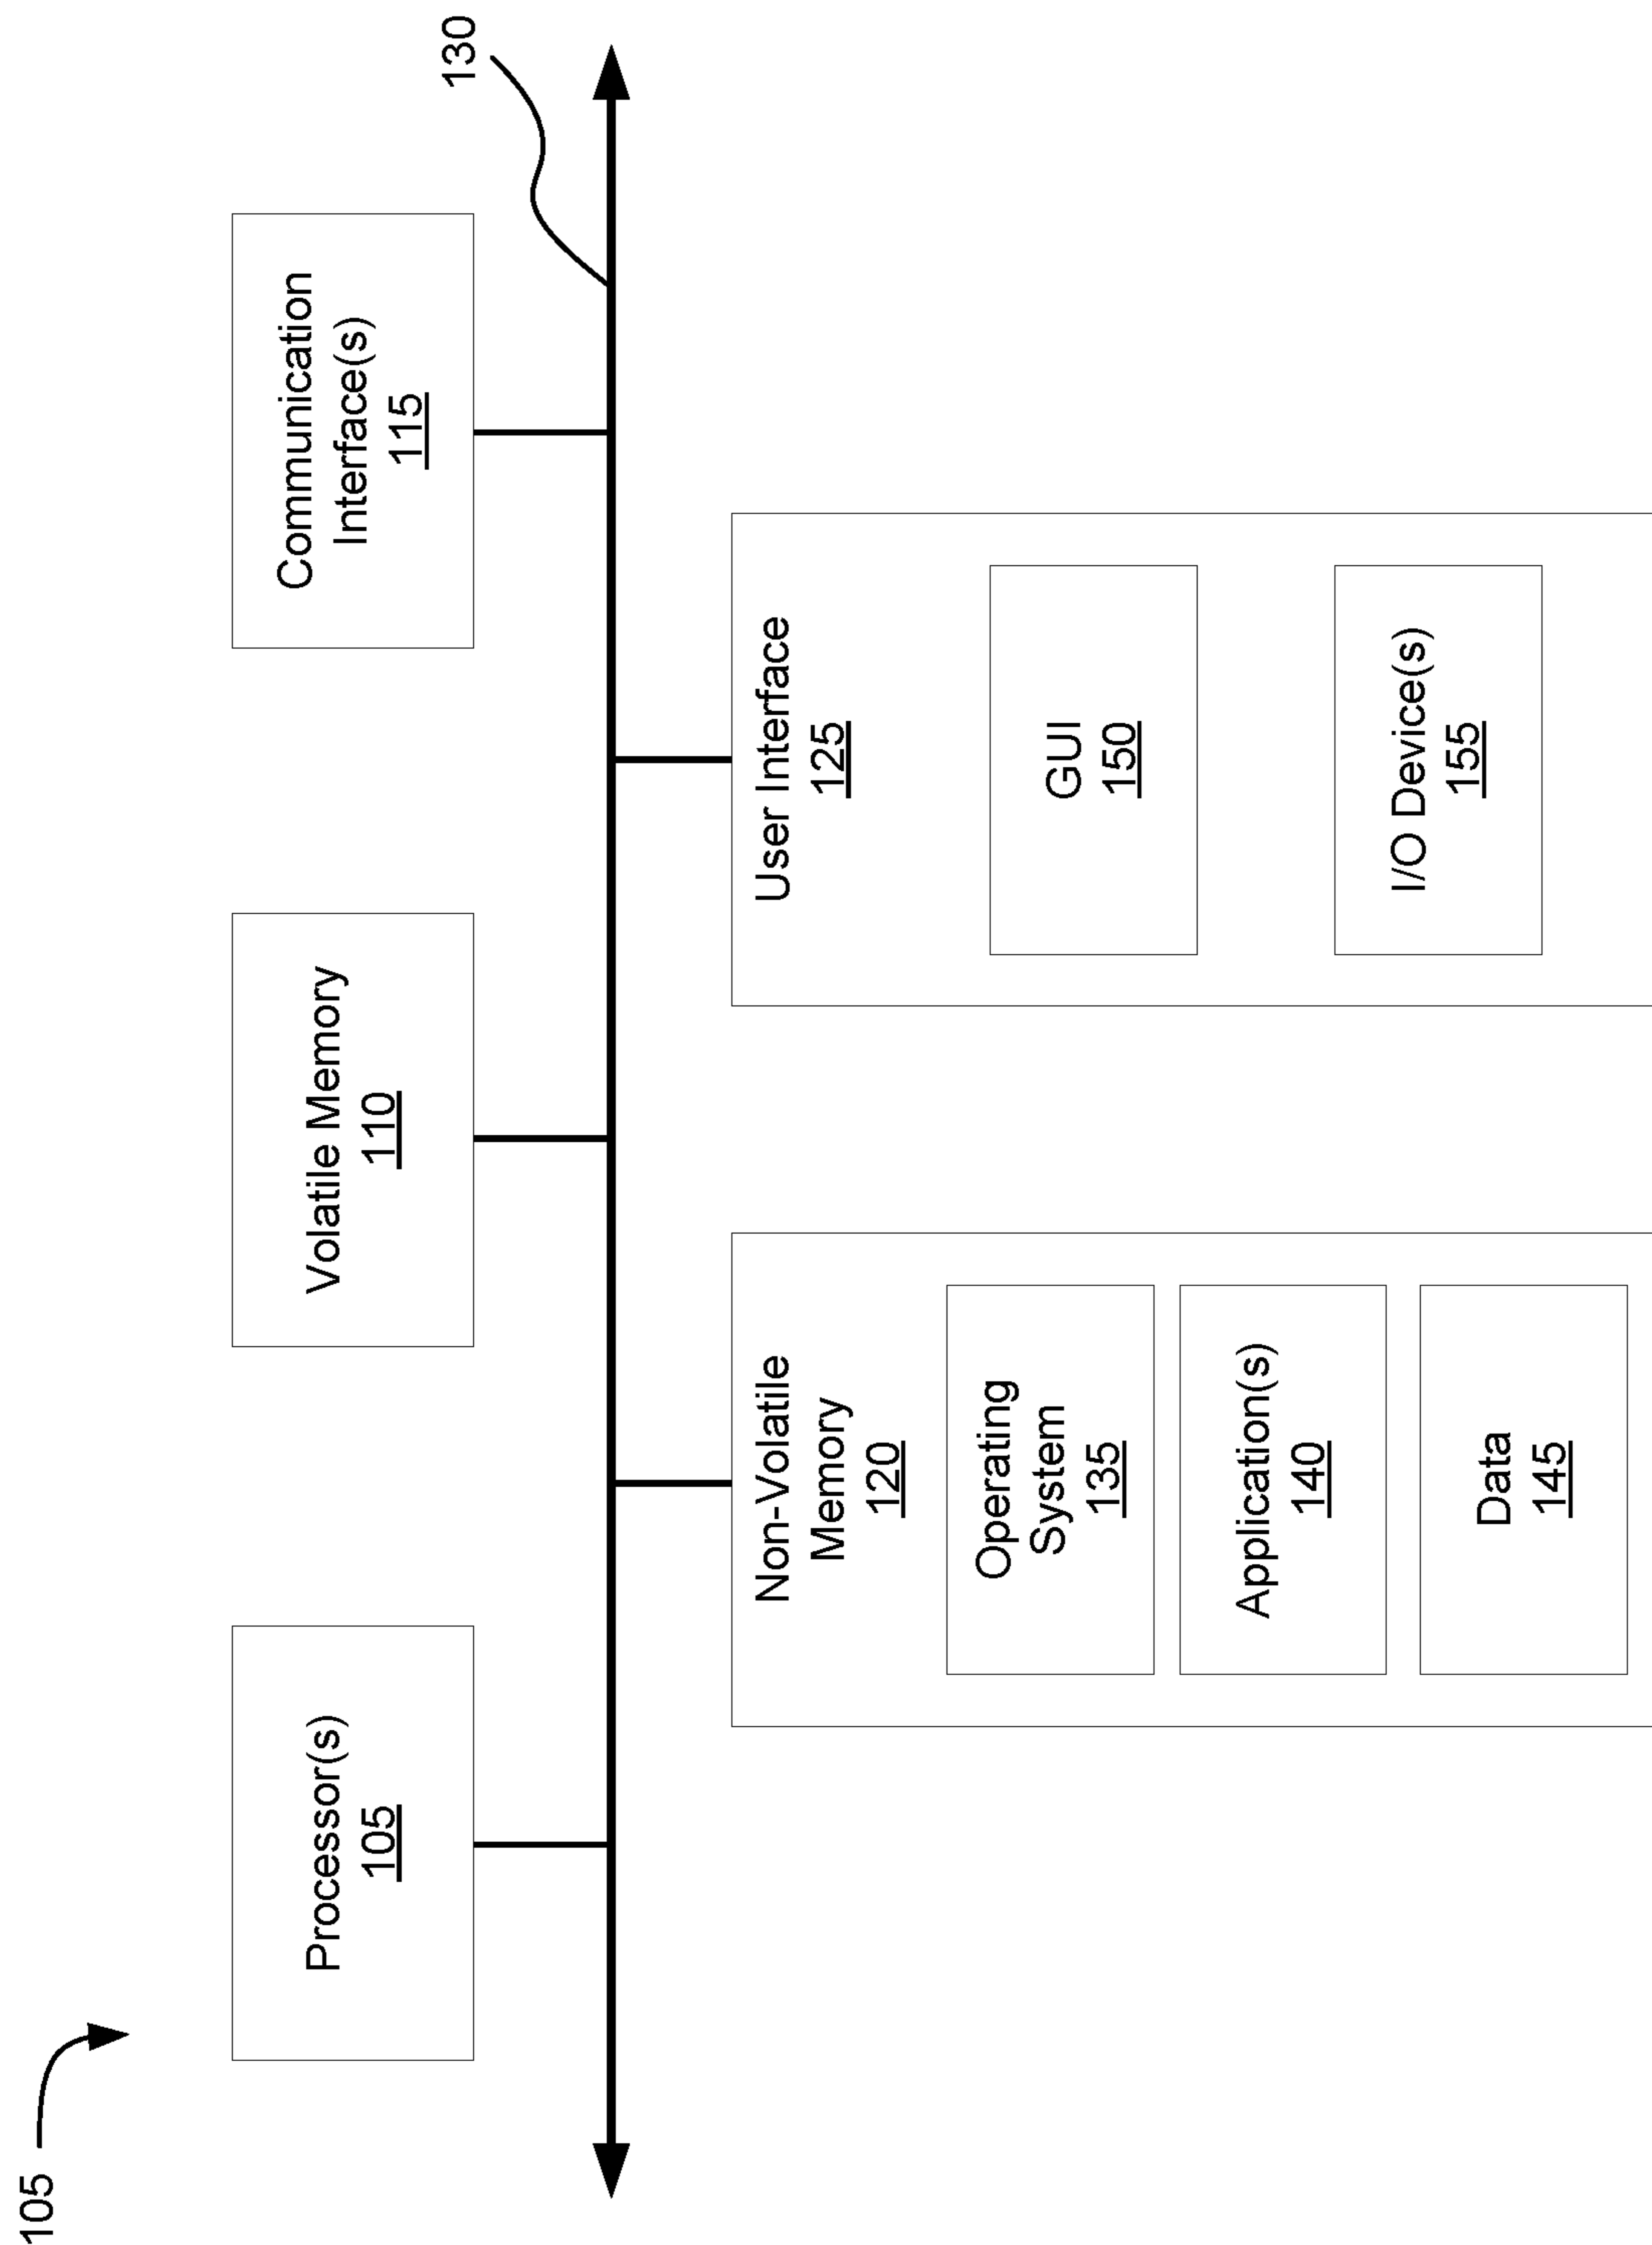 105
Processor(s)
105
Volatile Memory
110
Communication
Interface(s)
115
130
Non-Volatile
Memory
120
Operating
System
135
Application(s)
140
Data
145
User Interface
125
GUI
150
I/O Device(s)
155